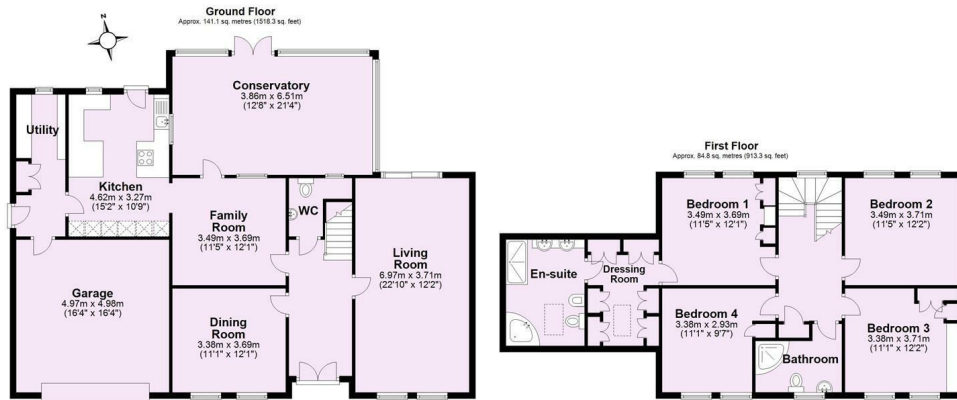 Ground Floor
Approx. 141.1 sq. metres (1518.3 sq. feet)
N
Conservatory
3.86m x 6.51m
(12'8" x 21'4")
Utility
Kitchen
4.62m x 3.27m
(15'2" x 10'9")
Family
Room
3.49m x 3.69m
(11'5" x 12'1")
WC
Living
Room
6.97m x 3.71m
(22'10" x 12'2")
Garage
4.97m x 4.98m
(16'4" x 16'4")
Dining
Room
3.38m x 3.69m
(11'1" x 12'1")
First Floor
Approx. 84.8 sq. metres (913.3 sq. feet)
Bedroom 1
3.49m x 3.69m
(11'5" x 12'1")
Bedroom 2
3.49m x 3.71m
(11'5" x 12'2")
En-suite
Dressing
Room
Bedroom 4
3.38m x 2.93m
(11'1" x 9'7")
Bathroom
Bedroom 3
3.38m x 3.71m
(11'1" x 12'2")